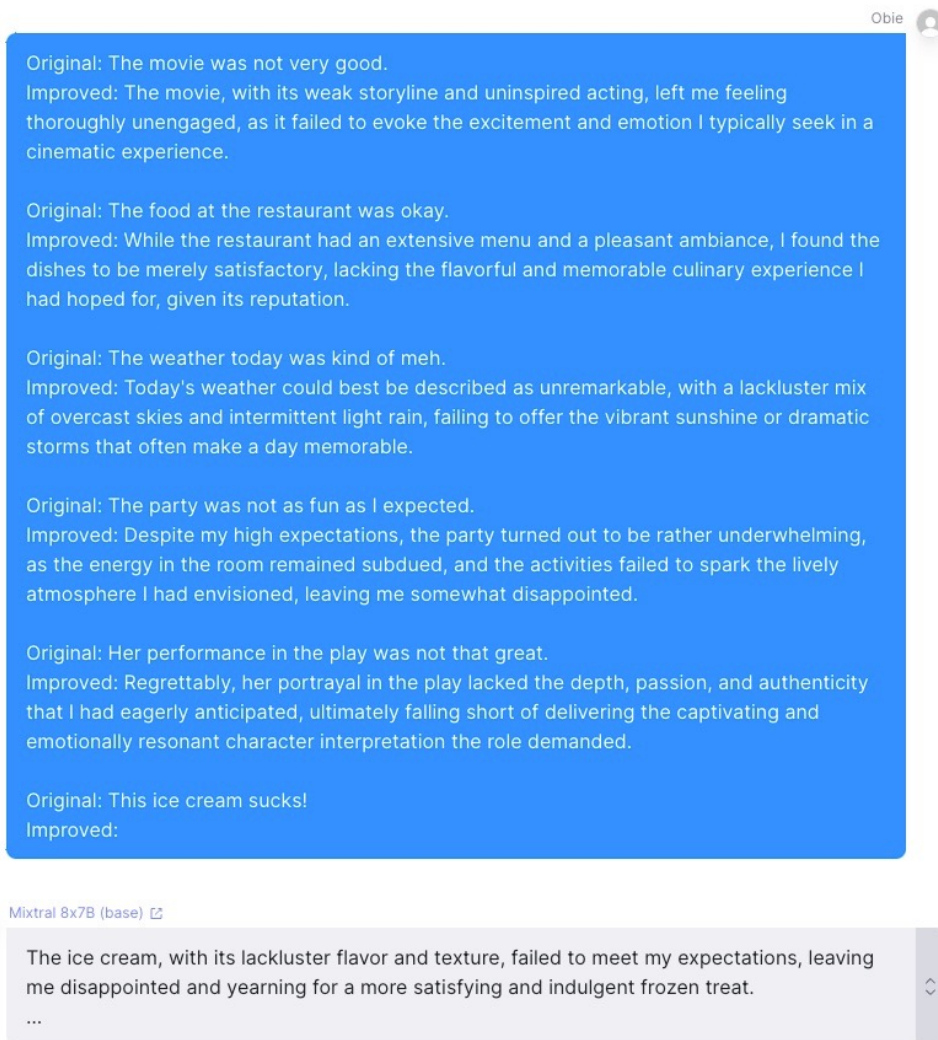 Obie
Original: The movie was not very good.
Improved: The movie, with its weak storyline and uninspired acting, left me feeling
thoroughly unengaged, as it failed to evoke the excitement and emotion I typically seek in a
cinematic experience.
Original: The food at the restaurant was okay.
Improved: While the restaurant had an extensive menu and a pleasant ambiance, I found the
dishes to be merely satisfactory, lacking the flavorful and memorable culinary experience I
had hoped for, given its reputation.
Original: The weather today was kind of meh.
Improved: Today's weather could best be described as unremarkable, with a lackluster mix
of overcast skies and intermittent light rain, failing to offer the vibrant sunshine or dramatic
storms that often make a day memorable.
Original: The party was not as fun as I expected.
Improved: Despite my high expectations, the party turned out to be rather underwhelming,
as the energy in the room remained subdued, and the activities failed to spark the lively
atmosphere I had envisioned, leaving me somewhat disappointed.
Original: Her performance in the play was not that great.
Improved: Regrettably, her portrayal in the play lacked the depth, passion, and authenticity
that I had eagerly anticipated, ultimately falling short of delivering the captivating and
emotionally resonant character interpretation the role demanded.
Original: This ice cream sucks!
Improved:
Mixtral 8x7B (base)
The ice cream, with its lackluster flavor and texture, failed to meet my expectations, leaving
me disappointed and yearning for a more satisfying and indulgent frozen treat.
...